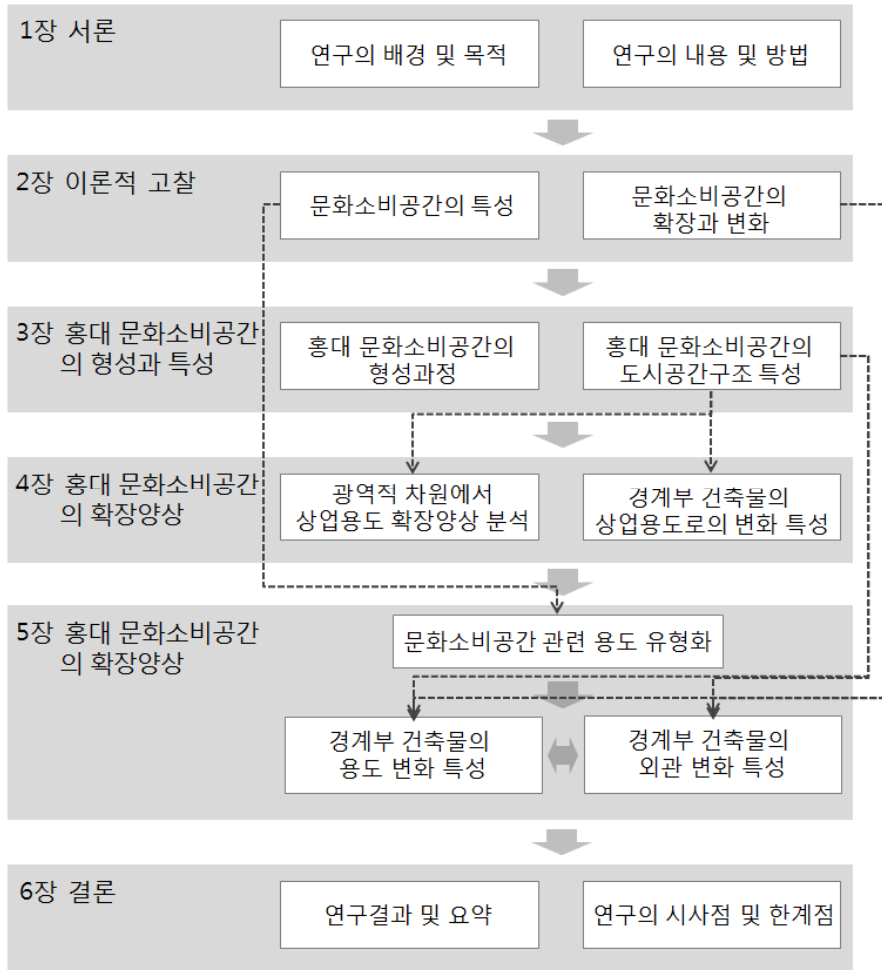 1장 서론
연구의 배경 및 목적
연구의 내용 및 방법
2장 이론적 고찰
문화소비공간의 특성
문화소비공간의
확장과 변화
3장 홍대 문화소비공간
의 형성과 특성
홍대 문화소비공간의
형성과정
홍대 문화소비공간의
도시공간구조 특성
4장 홍대 문화소비공간
의 확장양상
광역적 차원에서
상업용도 확장양상 분석
경계부 건축물의
상업용도로의 변화 특성
5장 홍대 문화소비공간
의 확장양상
문화소비공간 관련 용도 유형화
경계부 건축물의
용도 변화 특성
경계부 건축물의
외관 변화 특성
6장 결론
연구결과 및 요약
연구의 시사점 및 한계점